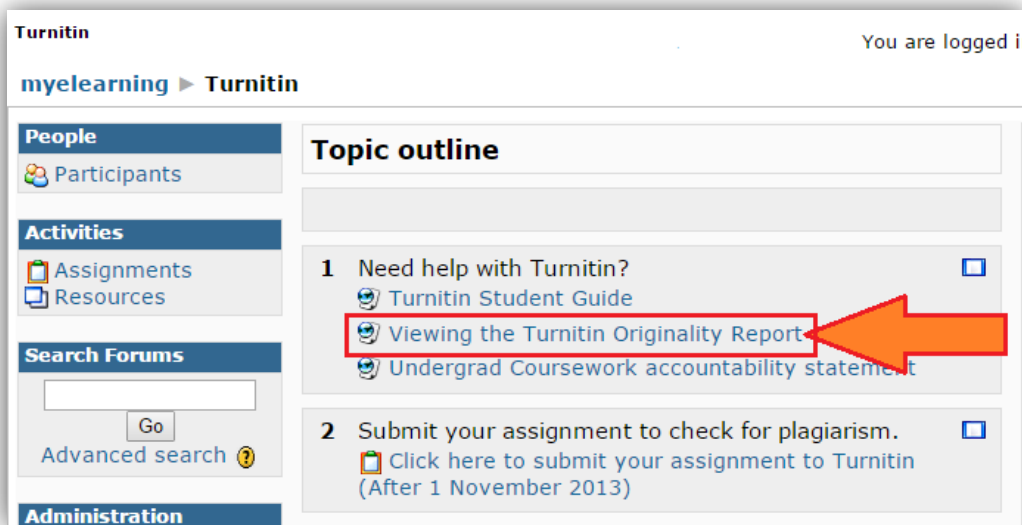 Turnitin
You are logged i
myelearning ► Turnitin
People
Participants
Activities
Assignments
Resources
Search Forums
Go
Advanced search ?
Administration
Topic outline
1 Need help with Turnitin?
Turnitin Student Guide
Viewing the Turnitin Originality Report
Undergrad Coursework accountability statement
2 Submit your assignment to check for plagiarism.
Click here to submit your assignment to Turnitin
(After 1 November 2013)